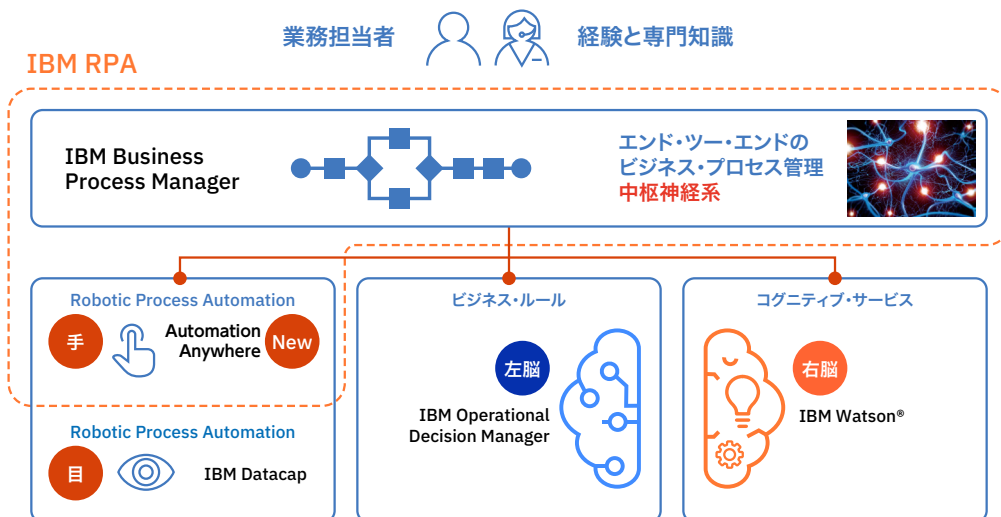 業務担当者
経験と専門知識
IBM RPA
IBM Business
Process Manager
エンド・ツー・エンドの
ビジネス・プロセス管理
中枢神経系
Robotic Process Automation
手
Automation
Anywhere
New
Robotic Process Automation
目
IBM Datacap
ビジネス・ルール
左脳
IBM Operational
Decision Manager
コグニティブ・サービス
右脳
IBM Watson®